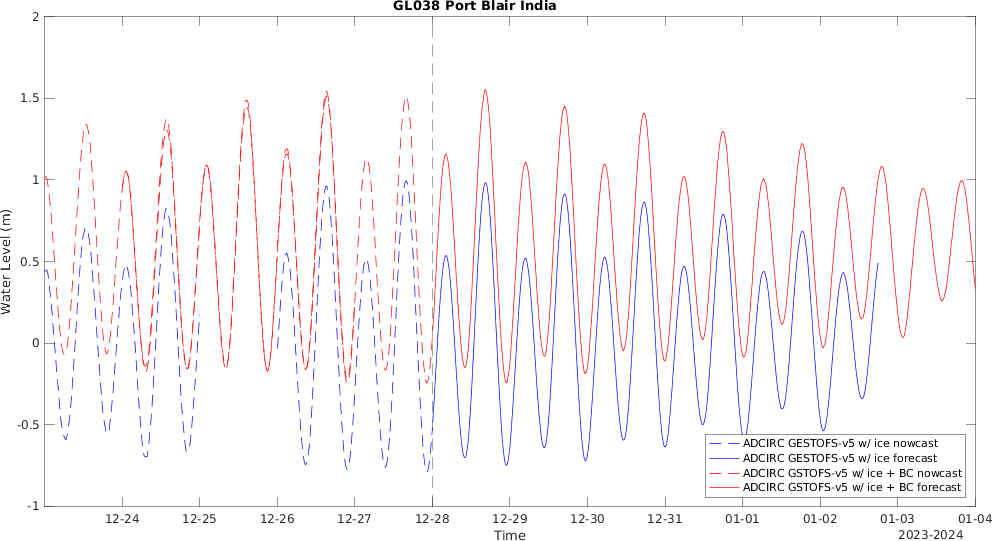 GL038 Port Blair India
2
1.5
1
0.5
0
-0.5
-1
Water Level (m)
ADCIRC GESTOFS-v5 w/ ice nowcast
ADCIRC GESTOFS-v5 w/ ice forecast
ADCIRC GSTOFS-v5 w/ ice + BC nowcast
ADCIRC GSTOFS-v5 w/ ice + BC forecast
12-24 12-25 12-26 12-27 12-28 12-29 12-30 12-31 01-01 01-02 01-03 01-04
Time
2023-2024